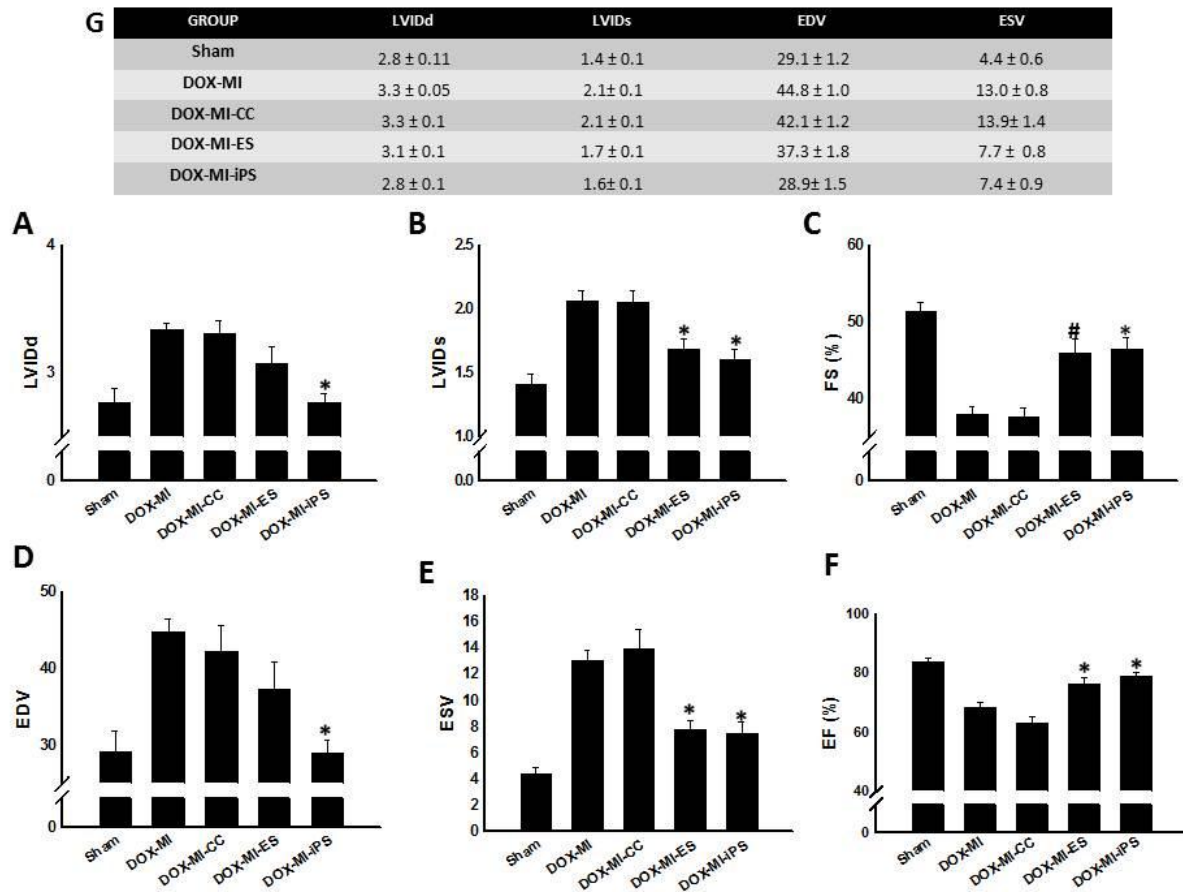 G
GROUP LVIDd LVIDs EDV ESV
Sham 2.8 ± 0.11 1.4 ± 0.1 29.1 ± 1.2 4.4 ± 0.6
DOX-MI 3.3 ± 0.05 2.1± 0.1 44.8 ± 1.0 13.0 ± 0.8
DOX-MI-CC 3.3 ± 0.1 2.1 ± 0.1 42.1 ± 1.2 13.9± 1.4
DOX-MI-ES 3.1 ± 0.1 1.7 ± 0.1 37.3 ± 1.8 7.7 ± 0.8
DOX-MI-iPS 2.8 ± 0.1 1.6± 0.1 28.9± 1.5 7.4 ± 0.9
A
4
3
0
LVIDd
*
Sham DOX-MI DOX-MI-CC DOX-MI-ES DOX-MI-iPS
B
2.5
2.0
1.5
1.0
0.0
LVIDs
* *
Sham DOX-MI DOX-MI-CC DOX-MI-ES DOX-MI-iPS
C
60
50
40
0
FS (%)
# *
Sham DOX-MI DOX-MI-CC DOX-MI-ES DOX-MI-iPS
D
50
40
30
0
EDV
*
Sham DOX-MI DOX-MI-CC DOX-MI-ES DOX-MI-iPS
E
18
16
14
12
10
8
6
4
2
0
ESV
* *
Sham DOX-MI DOX-MI-CC DOX-MI-ES DOX-MI-iPS
F
100
80
60
40
0
EF (%)
* *
Sham DOX-MI DOX-MI-CC DOX-MI-ES DOX-MI-iPS